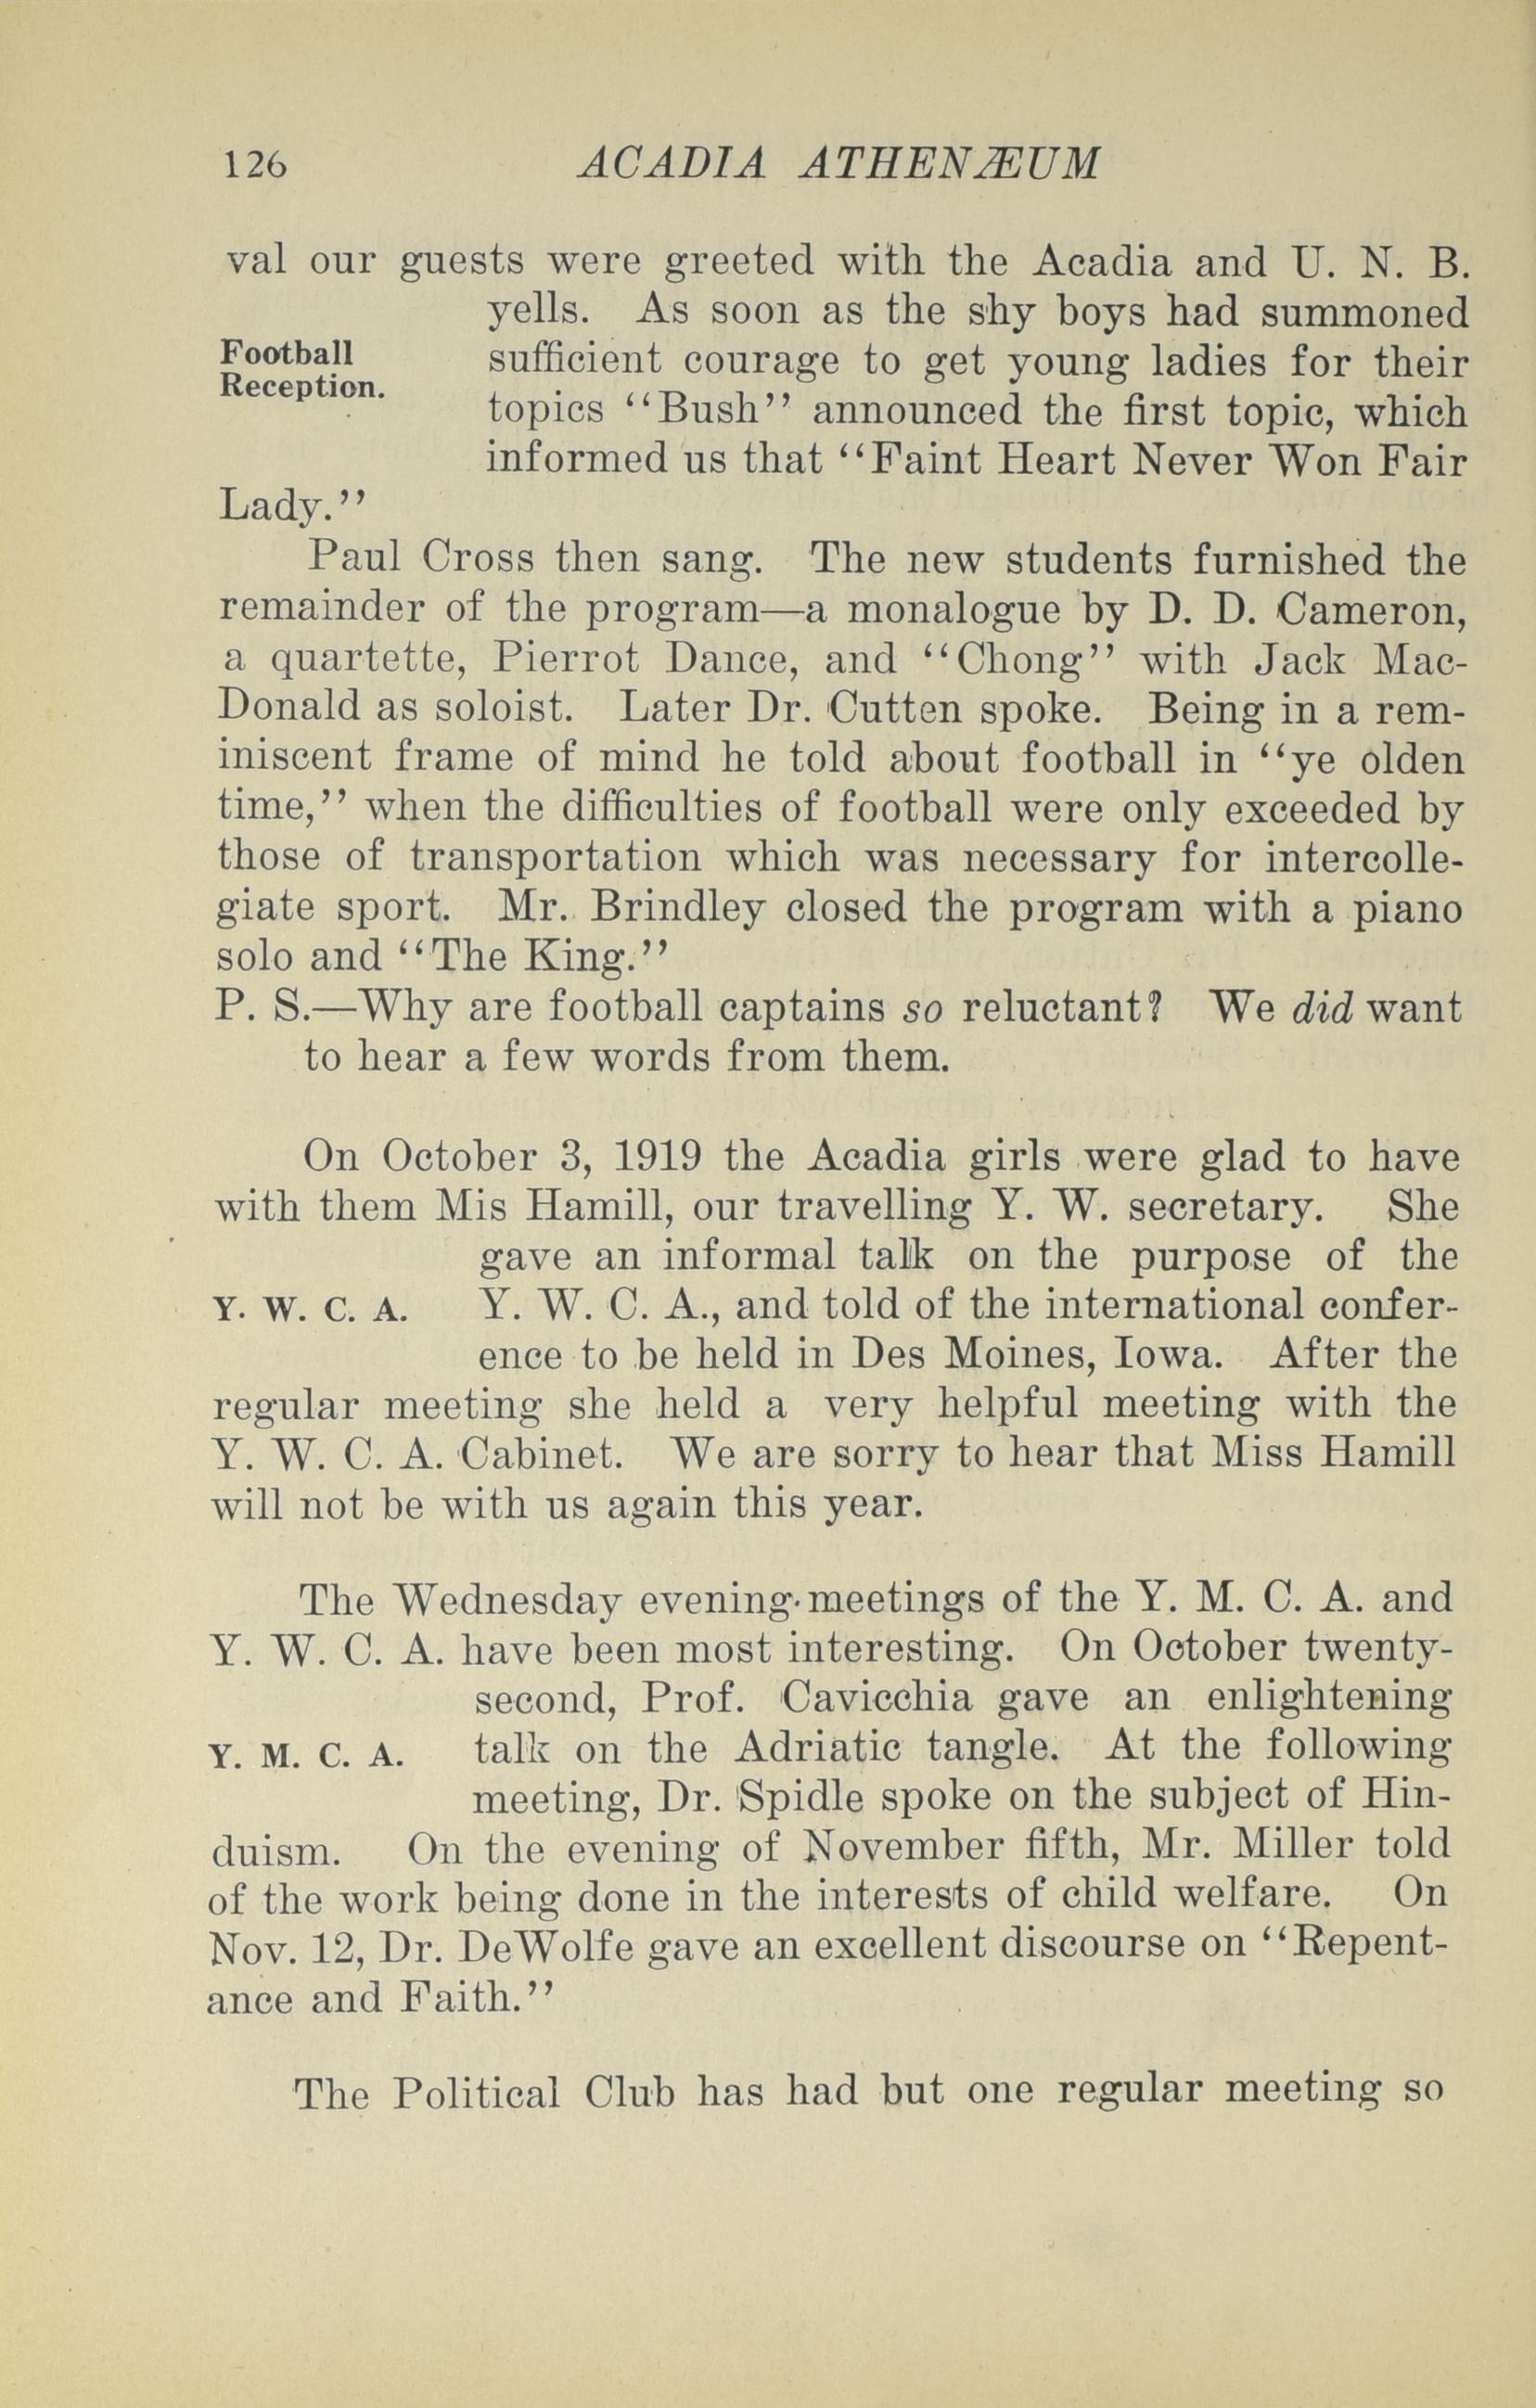 126 ACADIA ATHENÆUM
val our guests were greeted with the Acadia and U. N. B.
yells. As soon as the shy boys had summoned
Football
Reception.
sufficient courage to get young ladies for their
topics ‘‘Bush’’ announced the first topic, which
informed us that ‘‘Faint Heart Never Won Fair
Lady.’’
Paul Cross then sang. The new students furnished the
remainder of the program—a monalogue by D. D. Cameron,
a quartette, Pierrot Dance, and ‘‘Chong’’ with Jack Mac-
Donald as soloist. Later Dr. Cutten spoke. Being in a rem-
iniscent frame of mind he told about football in ‘‘ye olden
time,’’ when the difficulties of football were only exceeded by
those of transportation which was necessary for intercolle-
giate sport. Mr. Brindley closed the program with a piano
solo and ‘‘The King.’’
P. S.—Why are football captains so reluctant? We did want
to hear a few words from them.
On October 3, 1919 the Acadia girls were glad to have
with them Mis Hamill, our travelling Y. W. secretary. She
gave an informal talk on the purpose of the
Y. W. C. A.
Y. W. C. A., and told of the international confer-
ence to be held in Des Moines, Iowa. After the
regular meeting she held a very helpful meeting with the
Y. W. C. A. Cabinet. We are sorry to hear that Miss Hamill
will not be with us again this year.
The Wednesday evening meetings of the Y. M. C. A. and
Y. W. C. A. have been most interesting. On October twenty-
second, Prof. Cavicchia gave an enlightening
Y. M. C. A.
talk on the Adriatic tangle. At the following
meeting, Dr. Spidle spoke on the subject of Hin-
duism. On the evening of November fifth, Mr. Miller told
of the work being done in the interests of child welfare. On
Nov. 12, Dr. DeWolfe gave an excellent discourse on ‘‘Repent-
ance and Faith.’’
The Political Club has had but one regular meeting so